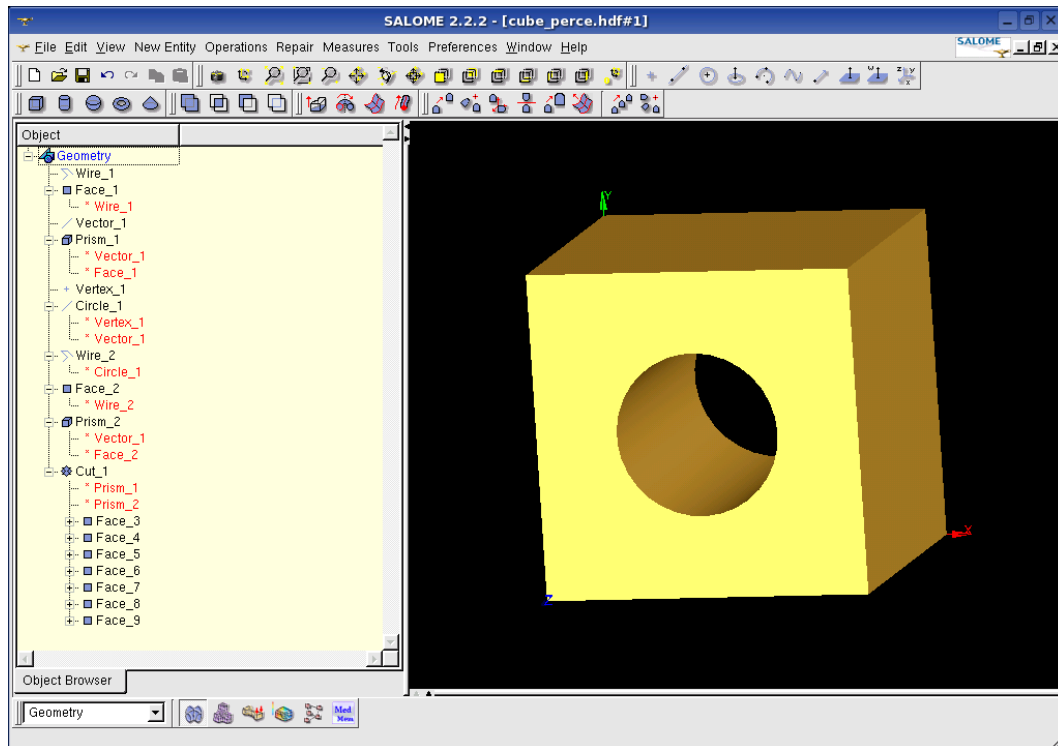 SALOME 2.2.2 - [cube_perce.hdf#1]
File Edit View New Entity Operations Repair Measures Tools Preferences Window Help
SALOME
Object
Geometry
Wire_1
Face_1
* Wire_1
Vector_1
Prism_1
* Vector_1
* Face_1
Vertex_1
Circle_1
* Vertex_1
* Vector_1
Wire_2
* Circle_1
Face_2
* Wire_2
Prism_2
* Vector_1
* Face_2
Cut_1
* Prism_1
* Prism_2
Face_3
Face_4
Face_5
Face_6
Face_7
Face_8
Face_9
Y
X
Z
Object Browser
Geometry
Med
Mem